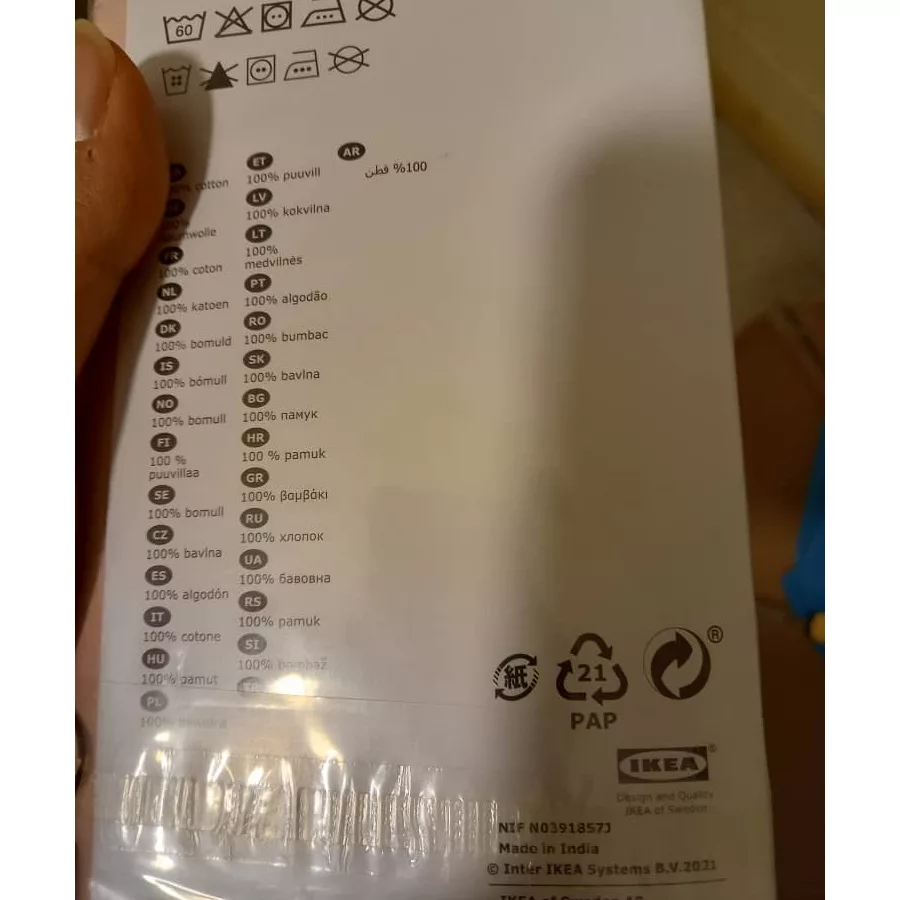 60
ET
100% puuvill
LV
100% kokvilna
LT
100%
medvilnės
PT
100% algodão
RO
100% bumbac
SK
100% bavlna
BG
100% памук
HR
100 % pamuk
GR
100% βαμβάκι
RU
100% хлопок
UA
100% бавовна
RS
100% pamuk
SI
100% bombaž
AR
100% قطن
cotton
FR
100% coton
NL
100% katoen
DK
100% bomuld
IS
100% bómull
NO
100% bomull
FI
100 %
puuvillaa
SE
100% bomull
CZ
100% bavlna
ES
100% algodón
IT
100% cotone
HU
100% pamut
PL
100%
紙
21
PAP
®
IKEA®
Design and Quality
IKEA of Sweden
NIF N0391857J
Made in India
© Inter IKEA Systems B.V.2021